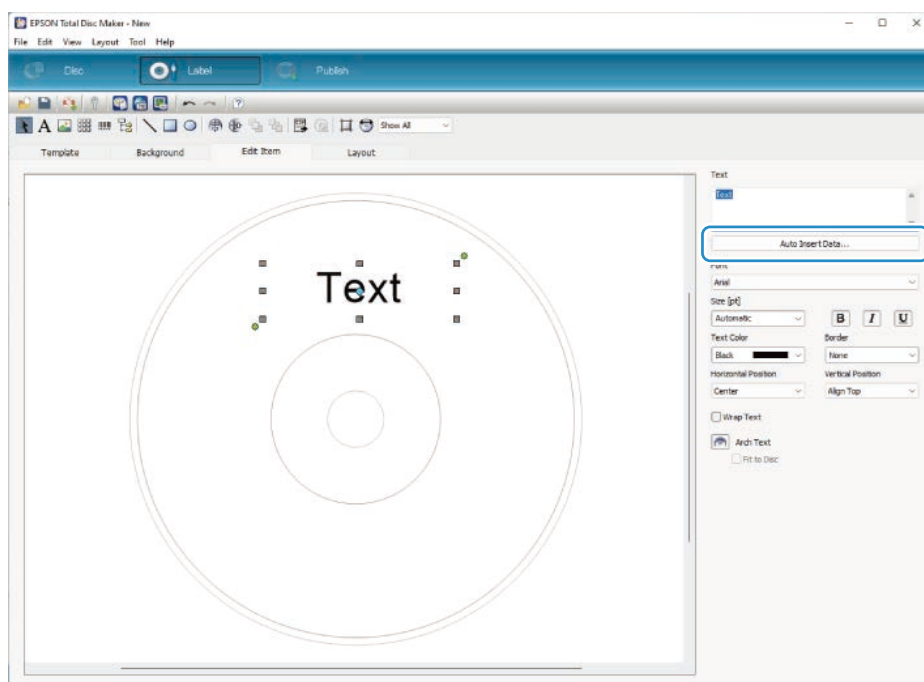 EPSON Total Disc Maker - New
File Edit View Layout Tool Help
Disc Label Publish
Show All
Template Background Edit Item Layout
Text
Text
Auto Insert Data...
Font
Arial
Size [pt]
Automatic B I U
Text Color Border
Black None
Horizontal Position Vertical Position
Center Align Top
Wrap Text
Arch Text
Fit to Disc
Text